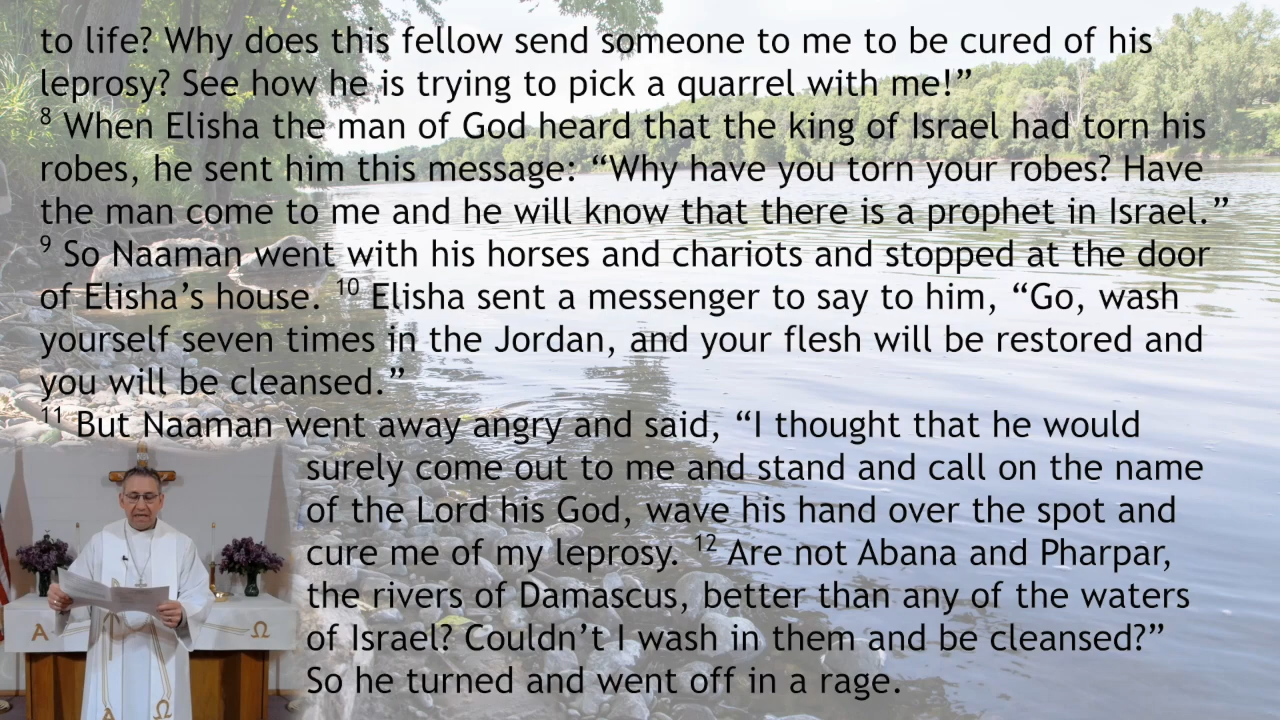 to life? Why does this fellow send someone to me to be cured of his
leprosy? See how he is trying to pick a quarrel with me!”
8 When Elisha the man of God heard that the king of Israel had torn his
robes, he sent him this message: “Why have you torn your robes? Have
the man come to me and he will know that there is a prophet in Israel.”
9 So Naaman went with his horses and chariots and stopped at the door
of Elisha’s house. 10 Elisha sent a messenger to say to him, “Go, wash
yourself seven times in the Jordan, and your flesh will be restored and
you will be cleansed.”
11 But Naaman went away angry and said, “I thought that he would
surely come out to me and stand and call on the name
of the Lord his God, wave his hand over the spot and
cure me of my leprosy. 12 Are not Abana and Pharpar,
the rivers of Damascus, better than any of the waters
of Israel? Couldn’t I wash in them and be cleansed?”
So he turned and went off in a rage.
Α Ω
Α Ω